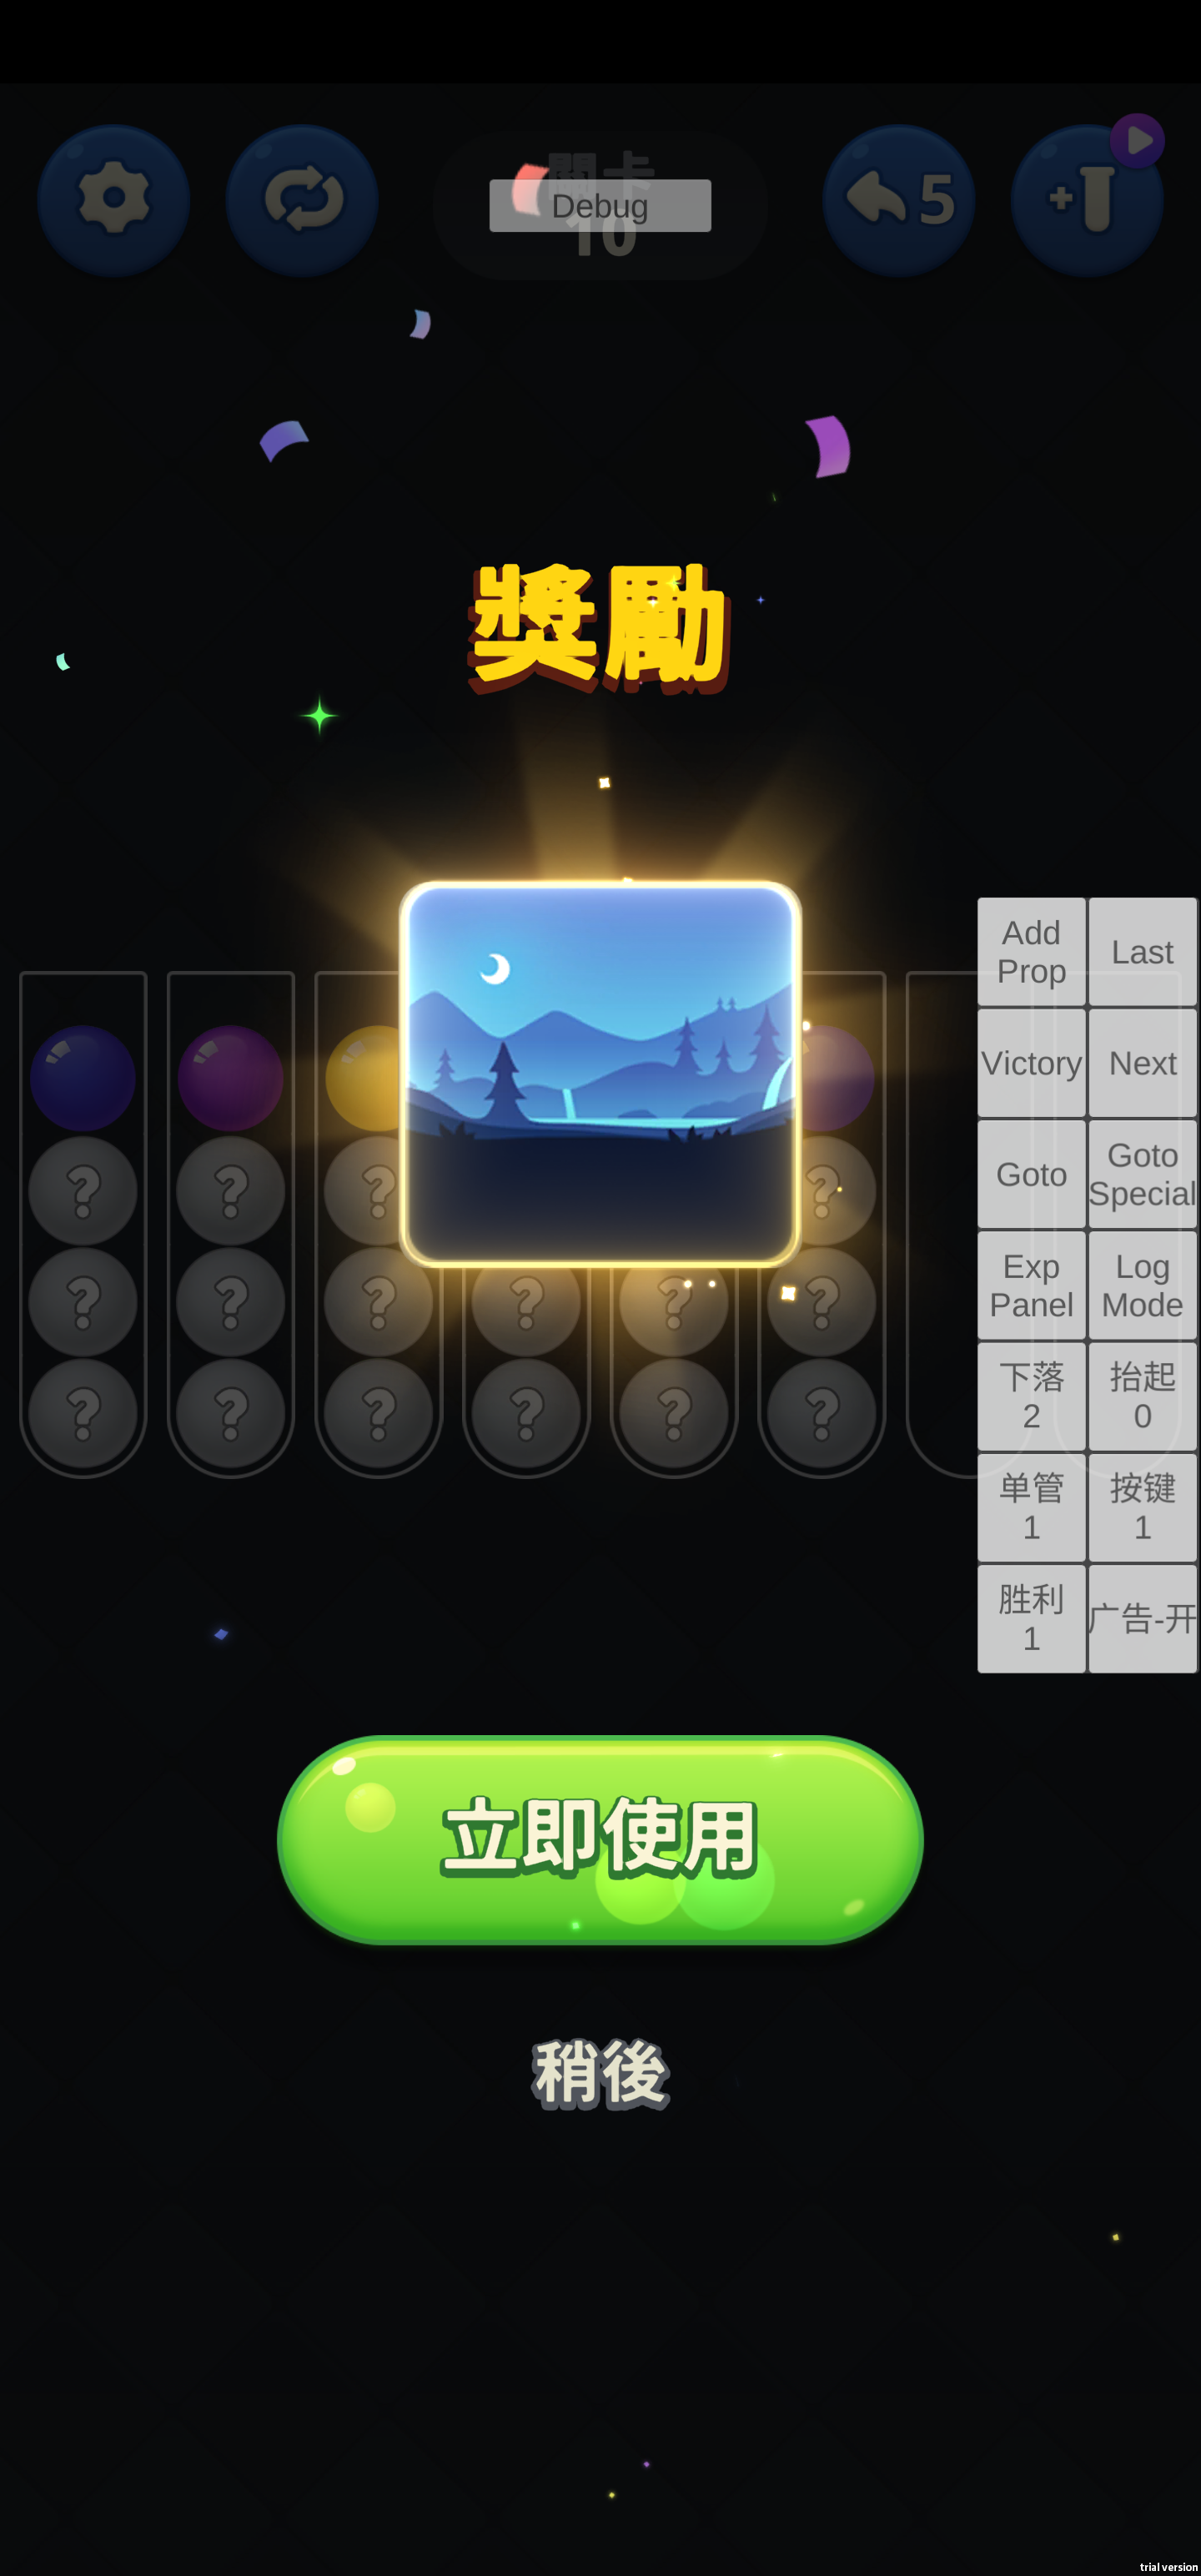 關卡
10
Debug
5
+
獎勵
Add
Prop
Last
Victory
Next
Goto
Goto
Special
Exp
Panel
Log
Mode
下落
2
抬起
0
单管
1
按键
1
胜利
1
广告-开
? ? ? ?
? ? ? ? ? ?
? ? ? ? ? ?
立即使用
稍後
trial version